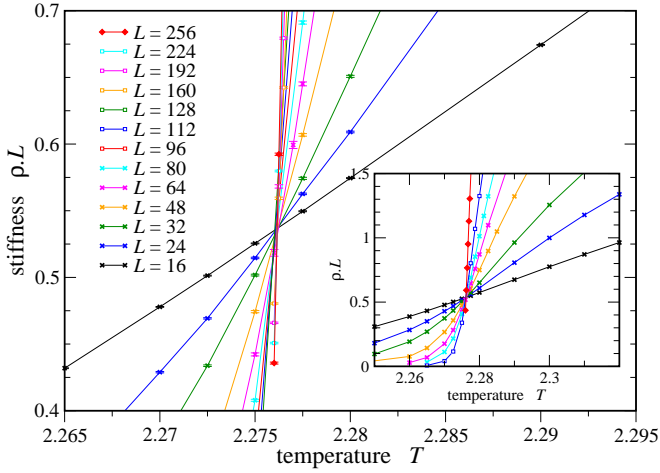 0.7
0.6
0.5
0.4
stiffness ρ.L
L = 256
L = 224
L = 192
L = 160
L = 128
L = 112
L = 96
L = 80
L = 64
L = 48
L = 32
L = 24
L = 16
1.5
1
0.5
0
ρ.L
2.26 2.28 2.3
temperature T
2.265 2.27 2.275 2.28 2.285 2.29 2.295
temperature T